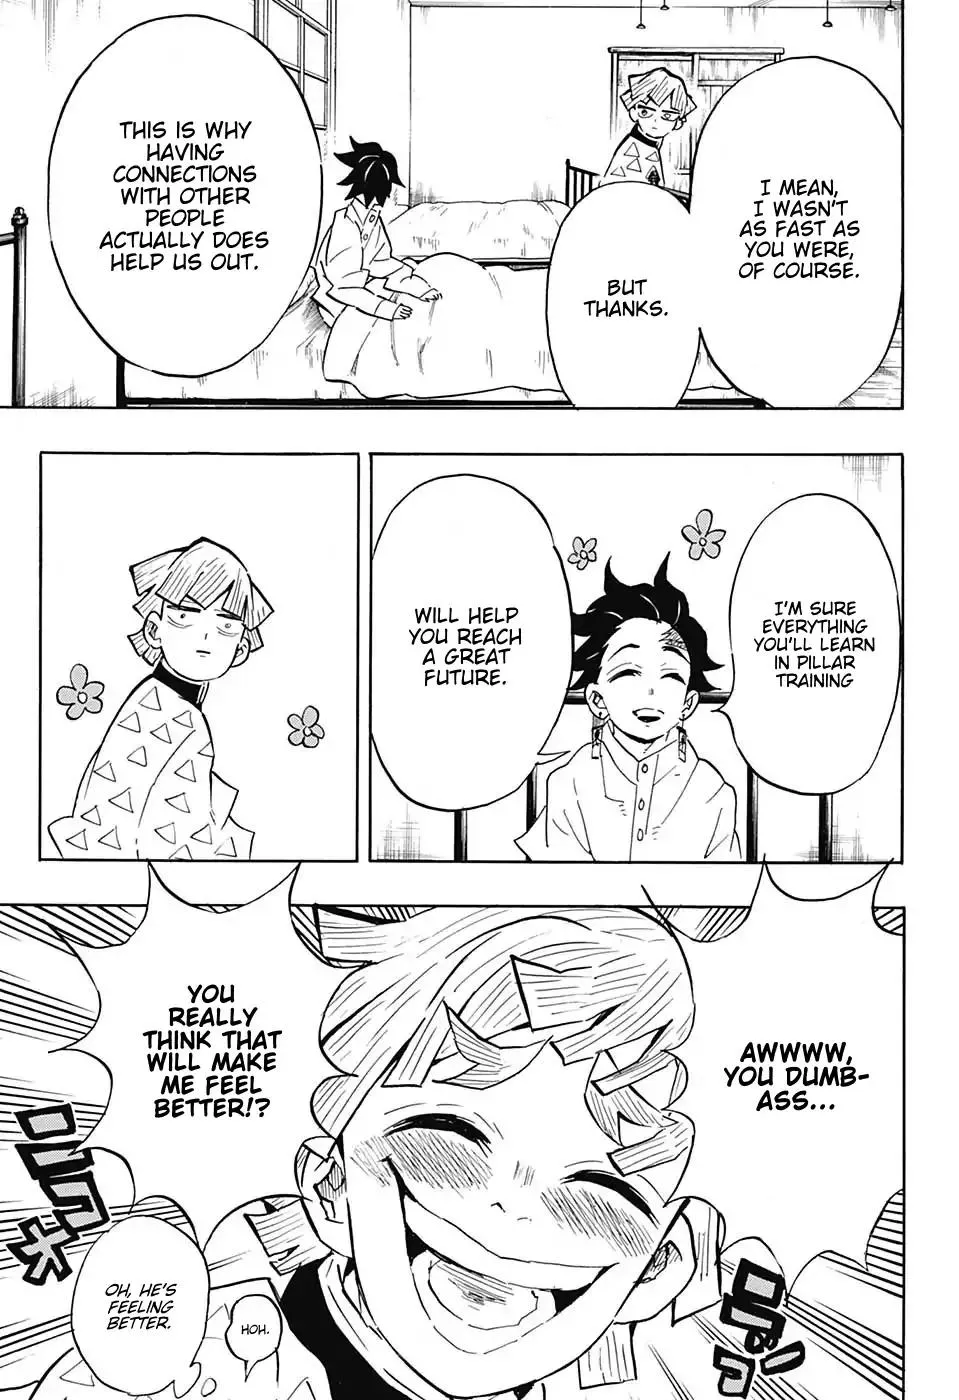 I MEAN,
I WASN'T
AS FAST AS
YOU WERE,
OF COURSE.
BUT
THANKS.
THIS IS WHY
HAVING
CONNECTIONS
WITH OTHER
PEOPLE
ACTUALLY DOES
HELP US OUT.
I'M SURE
EVERYTHING
YOU'LL LEARN
IN PILLAR
TRAINING
WILL HELP
YOU REACH
A GREAT
FUTURE.
AWWWW,
YOU DUMB-
ASS...
YOU
REALLY
THINK THAT
WILL MAKE
ME FEEL
BETTER!?
HOH.
OH, HE'S
FEELING
BETTER.